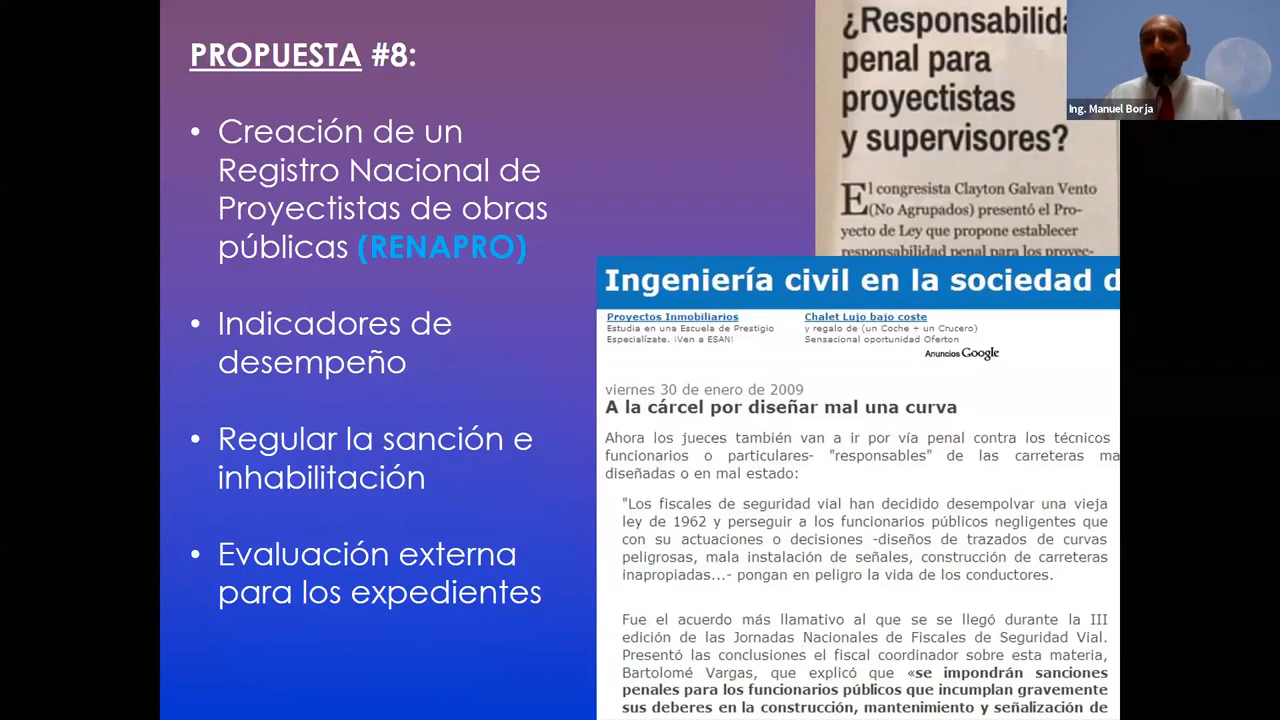 PROPUESTA #8:
• Creación de un
Registro Nacional de
Proyectistas de obras
públicas (RENAPRO)
• Indicadores de
desempeño
• Regular la sanción e
inhabilitación
• Evaluación externa
para los expedientes
¿Responsabilid
penal para
proyectistas
y supervisores?
El congresista Clayton Galvan Vento
(No Agrupados) presentó el Pro-
yecto de Ley que propone establecer
responsabilidad penal para los proyec-
Ing. Manuel Borja
Ingeniería civil en la sociedad d
Proyectos Inmobiliarios
Estudia en una Escuela de Prestigio
Especialízate. ¡Ven a ESAN!
Chalet Lujo bajo coste
y regalo de (un Coche + un Crucero)
Sensacional oportunidad Oferton
Anuncios Google
viernes 30 de enero de 2009
A la cárcel por diseñar mal una curva
Ahora los jueces también van a ir por vía penal contra los técnicos
funcionarios o particulares- "responsables" de las carreteras ma
diseñadas o en mal estado:
"Los fiscales de seguridad vial han decidido desempolvar una vieja
ley de 1962 y perseguir a los funcionarios públicos negligentes que
con su actuaciones o decisiones -diseños de trazados de curvas
peligrosas, mala instalación de señales, construcción de carreteras
inapropiadas...- pongan en peligro la vida de los conductores.
Fue el acuerdo más llamativo al que se se llegó durante la III
edición de las Jornadas Nacionales de Fiscales de Seguridad Vial.
Presentó las conclusiones el fiscal coordinador sobre esta materia,
Bartolomé Vargas, que explicó que «se impondrán sanciones
penales para los funcionarios públicos que incumplan gravemente
sus deberes en la construcción, mantenimiento y señalización de